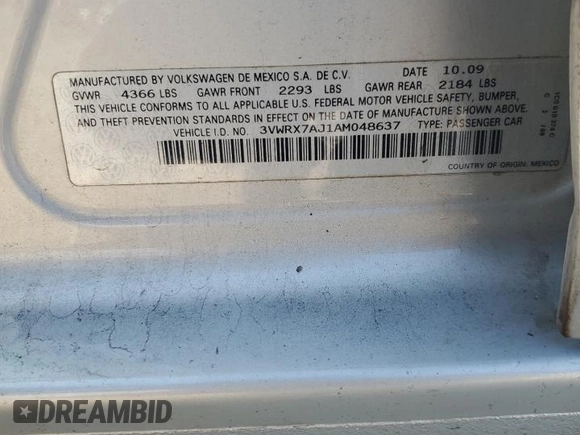 MANUFACTURED BY VOLKSWAGEN DE MEXICO S.A. DE C.V. DATE 10.09
GVWR 4366 LBS GAWR FRONT 2293 LBS GAWR REAR 2184 LBS
THIS VEHICLE CONFORMS TO ALL APPLICABLE U.S. FEDERAL MOTOR VEHICLE SAFETY, BUMPER,
AND THEFT PREVENTION STANDARDS IN EFFECT ON THE DATE OF MANUFACTURE SHOWN ABOVE.
VEHICLE I.D. NO. 3VWRX7AJ1AM048637 TYPE: PASSENGER CAR
COUNTRY OF ORIGIN: MEXICO
DREAMBID